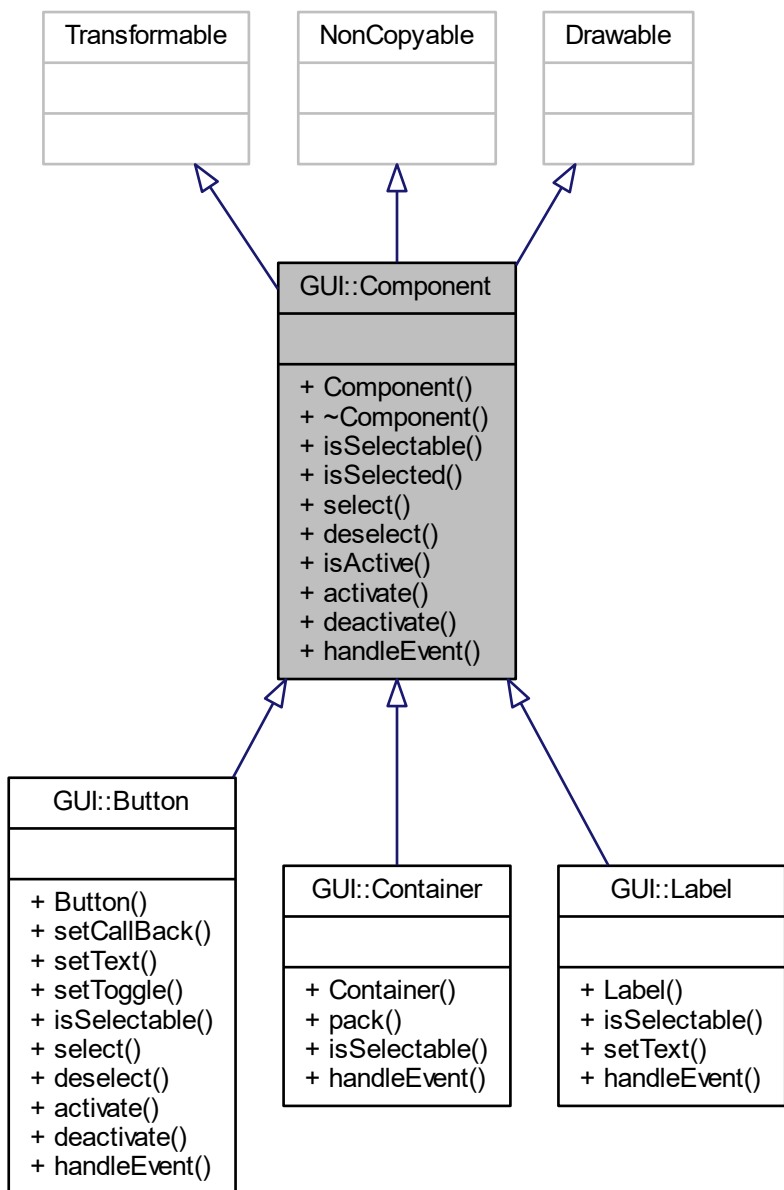 Transformable
NonCopyable
Drawable
GUI::Component
+ Component()
+ ~Component()
+ isSelectable()
+ isSelected()
+ select()
+ deselect()
+ isActive()
+ activate()
+ deactivate()
+ handleEvent()
GUI::Button
+ Button()
+ setCallBack()
+ setText()
+ setToggle()
+ isSelectable()
+ select()
+ deselect()
+ activate()
+ deactivate()
+ handleEvent()
GUI::Container
+ Container()
+ pack()
+ isSelectable()
+ handleEvent()
GUI::Label
+ Label()
+ isSelectable()
+ setText()
+ handleEvent()